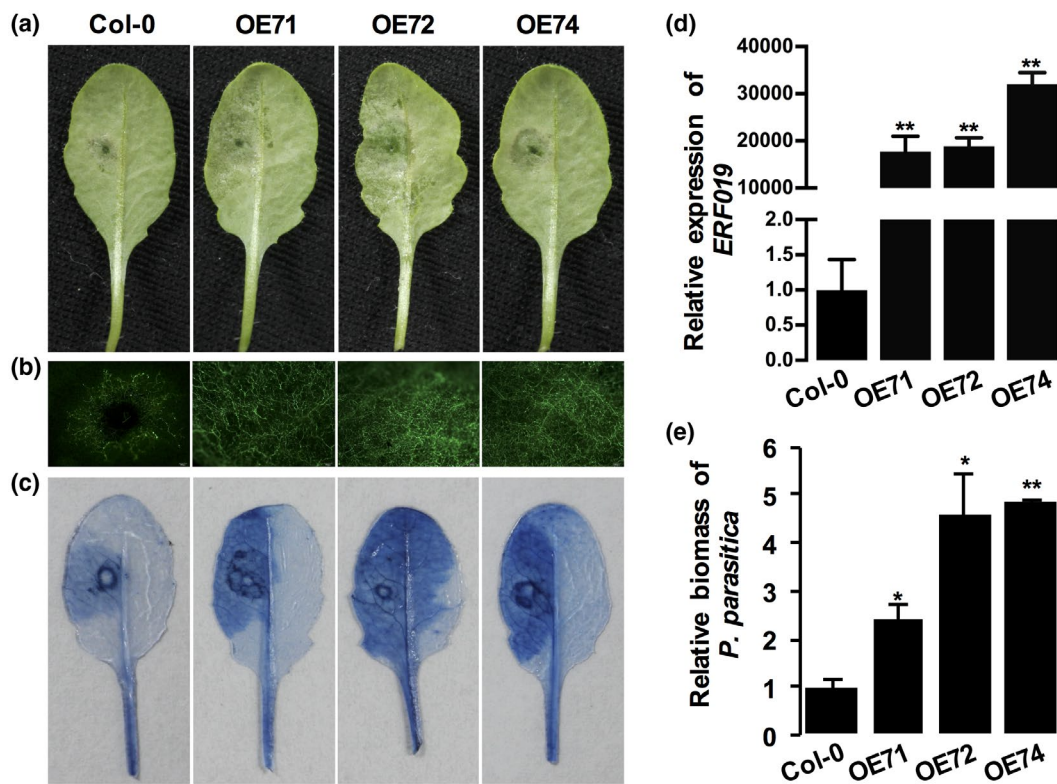 (a)
Col-0 OE71 OE72 OE74
(b)
(c)
(d)
Relative expression of
ERF019
40000
30000
20000
10000
2.0
1.5
1.0
0.5
0.0
** ** **
Col-0 OE71 OE72 OE74
(e)
Relative biomass of
P. parasitica
6
5
4
3
2
1
0
* * **
Col-0 OE71 OE72 OE74